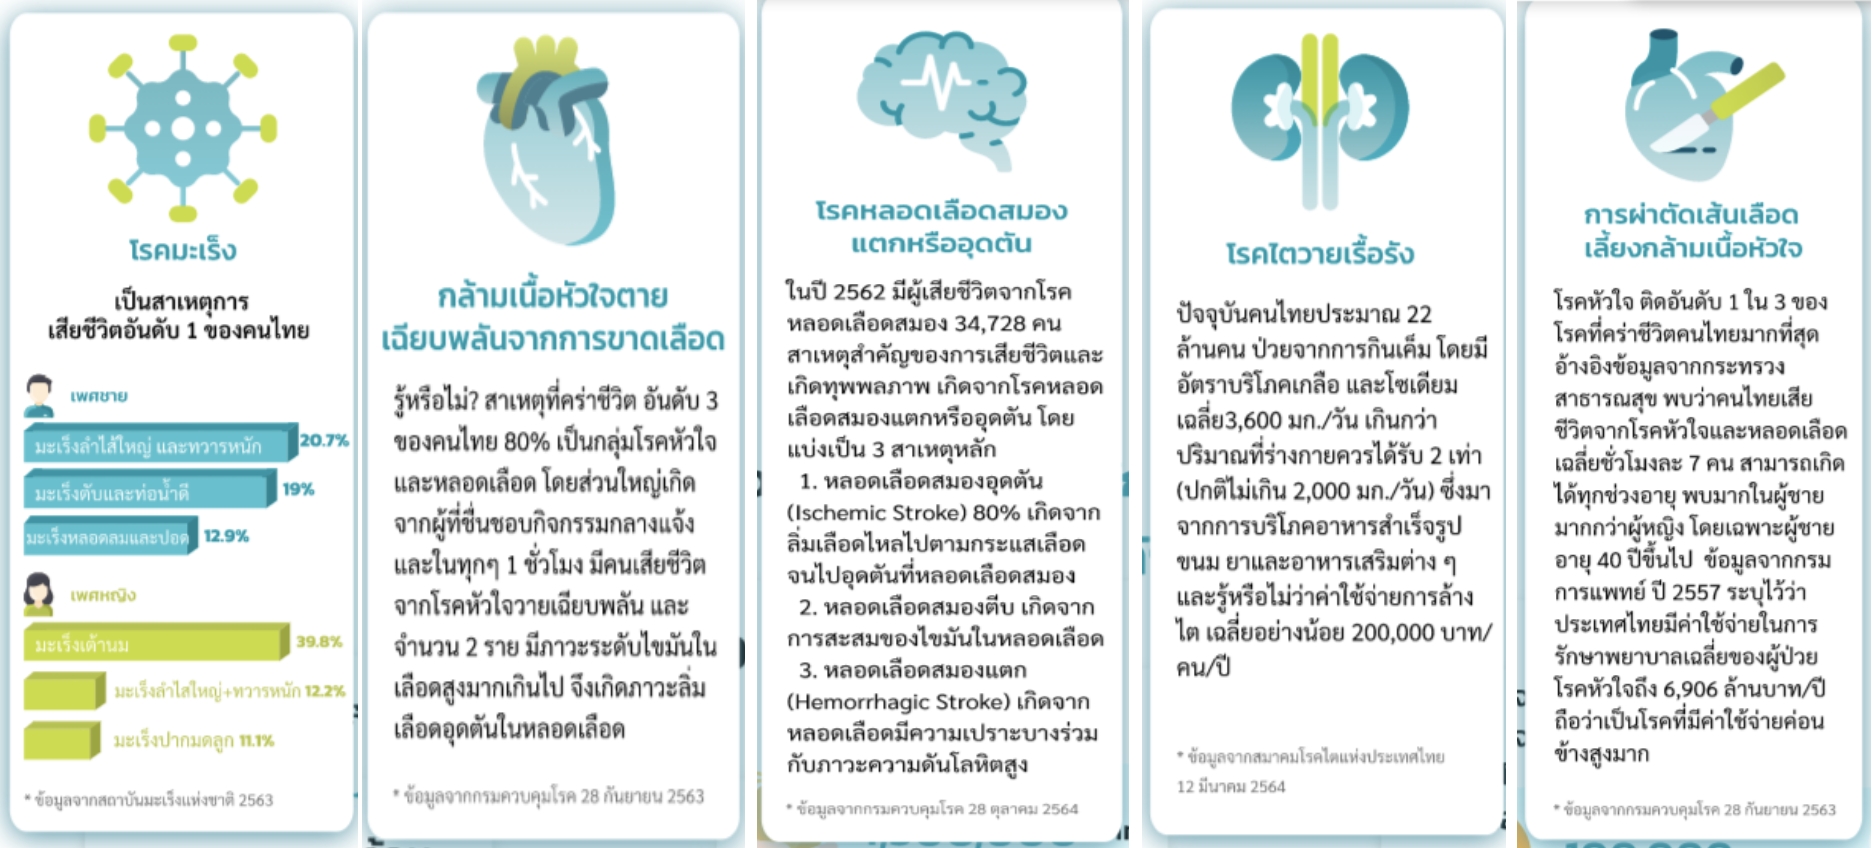 โรคมะเร็ง
เป็นสาเหตุการ
เสียชีวิตอันดับ 1 ของคนไทย
เพศชาย
มะเร็งลำไส้ใหญ่ และทวารหนัก 20.7%
มะเร็งตับและท่อน้ำดี 19%
มะเร็งหลอดลมและปอด 12.9%
เพศหญิง
มะเร็งเต้านม 39.8%
มะเร็งลำไสใหญ่+ทวารหนัก 12.2%
มะเร็งปากมดลูก 11.1%
* ข้อมูลจากสถาบันมะเร็งแห่งชาติ 2563
กล้ามเนื้อหัวใจตาย
เฉียบพลันจากการขาดเลือด
รู้หรือไม่? สาเหตุที่คร่าชีวิต อันดับ 3
ของคนไทย 80% เป็นกลุ่มโรคหัวใจ
และหลอดเลือด โดยส่วนใหญ่เกิด
จากผู้ที่ชื่นชอบกิจกรรมกลางแจ้ง
และในทุกๆ 1 ชั่วโมง มีคนเสียชีวิต
จากโรคหัวใจวายเฉียบพลัน และ
จำนวน 2 ราย มีภาวะระดับไขมันใน
เลือดสูงมากเกินไป จึงเกิดภาวะลิ่ม
เลือดอุดตันในหลอดเลือด
* ข้อมูลจากกรมควบคุมโรค 28 กันยายน 2563
โรคหลอดเลือดสมอง
แตกหรืออุดตัน
ในปี 2562 มีผู้เสียชีวิตจากโรค
หลอดเลือดสมอง 34,728 คน
สาเหตุสำคัญของการเสียชีวิตและ
เกิดทุพพลภาพ เกิดจากโรคหลอด
เลือดสมองแตกหรืออุดตัน โดย
แบ่งเป็น 3 สาเหตุหลัก
1. หลอดเลือดสมองอุดตัน
(Ischemic Stroke) 80% เกิดจาก
ลิ่มเลือดไหลไปตามกระแสเลือด
จนไปอุดตันที่หลอดเลือดสมอง
2. หลอดเลือดสมองตีบ เกิดจาก
การสะสมของไขมันในหลอดเลือด
3. หลอดเลือดสมองแตก
(Hemorrhagic Stroke) เกิดจาก
หลอดเลือดมีความเปราะบางร่วม
กับภาวะความดันโลหิตสูง
* ข้อมูลจากกรมควบคุมโรค 28 ตุลาคม 2564
โรคไตวายเรื้อรัง
ปัจจุบันคนไทยประมาณ 22
ล้านคน ป่วยจากการกินเค็ม โดยมี
อัตราบริโภคเกลือ และโซเดียม
เฉลี่ย3,600 มก./วัน เกินกว่า
ปริมาณที่ร่างกายควรได้รับ 2 เท่า
(ปกติไม่เกิน 2,000 มก./วัน) ซึ่งมา
จากการบริโภคอาหารสำเร็จรูป
ขนม ยาและอาหารเสริมต่าง ๆ
และรู้หรือไม่ว่าค่าใช้จ่ายการล้าง
ไต เฉลี่ยอย่างน้อย 200,000 บาท/
คน/ปี
* ข้อมูลจากสมาคมโรคไตแห่งประเทศไทย
12 มีนาคม 2564
การผ่าตัดเส้นเลือด
เลี้ยงกล้ามเนื้อหัวใจ
โรคหัวใจ ติดอันดับ 1 ใน 3 ของ
โรคที่คร่าชีวิตคนไทยมากที่สุด
อ้างอิงข้อมูลจากกระทรวง
สาธารณสุข พบว่าคนไทยเสีย
ชีวิตจากโรคหัวใจและหลอดเลือด
เฉลี่ยชั่วโมงละ 7 คน สามารถเกิด
ได้ทุกช่วงอายุ พบมากในผู้ชาย
มากกว่าผู้หญิง โดยเฉพาะผู้ชาย
อายุ 40 ปีขึ้นไป ข้อมูลจากกรม
การแพทย์ ปี 2557 ระบุไว้ว่า
ประเทศไทยมีค่าใช้จ่ายในการ
รักษาพยาบาลเฉลี่ยของผู้ป่วย
โรคหัวใจถึง 6,906 ล้านบาท/ปี
ถือว่าเป็นโรคที่มีค่าใช้จ่ายค่อน
ข้างสูงมาก
* ข้อมูลจากกรมควบคุมโรค 28 กันยายน 2563